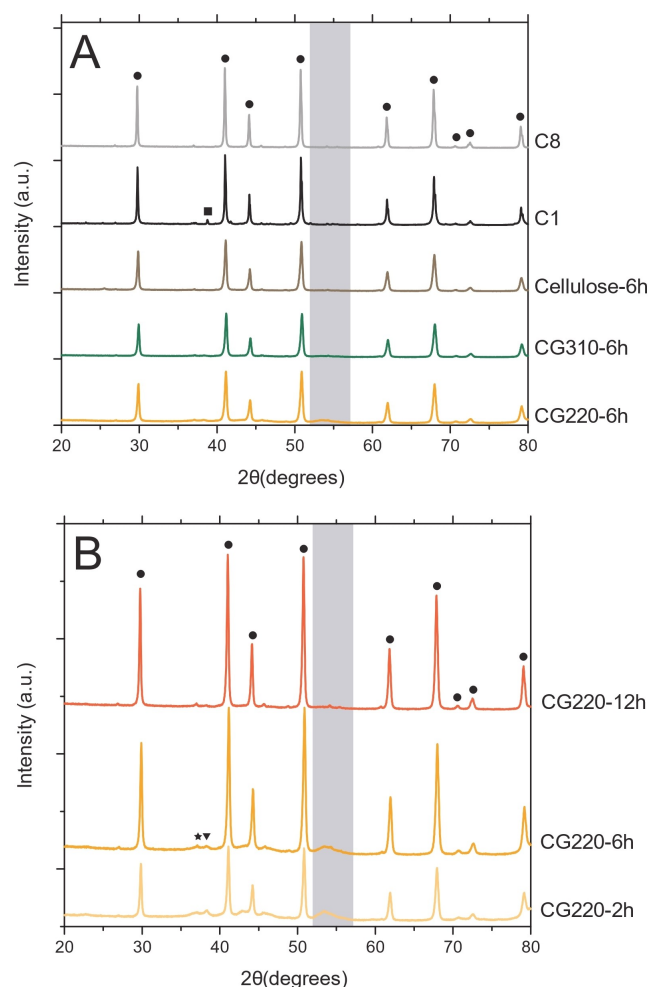 A
C8
C1
Cellulose-6h
CG310-6h
CG220-6h
Intensity (a.u.)
20 30 40 50 60 70 80
2θ(degrees)
B
CG220-12h
CG220-6h
CG220-2h
Intensity (a.u.)
20 30 40 50 60 70 80
2θ(degrees)